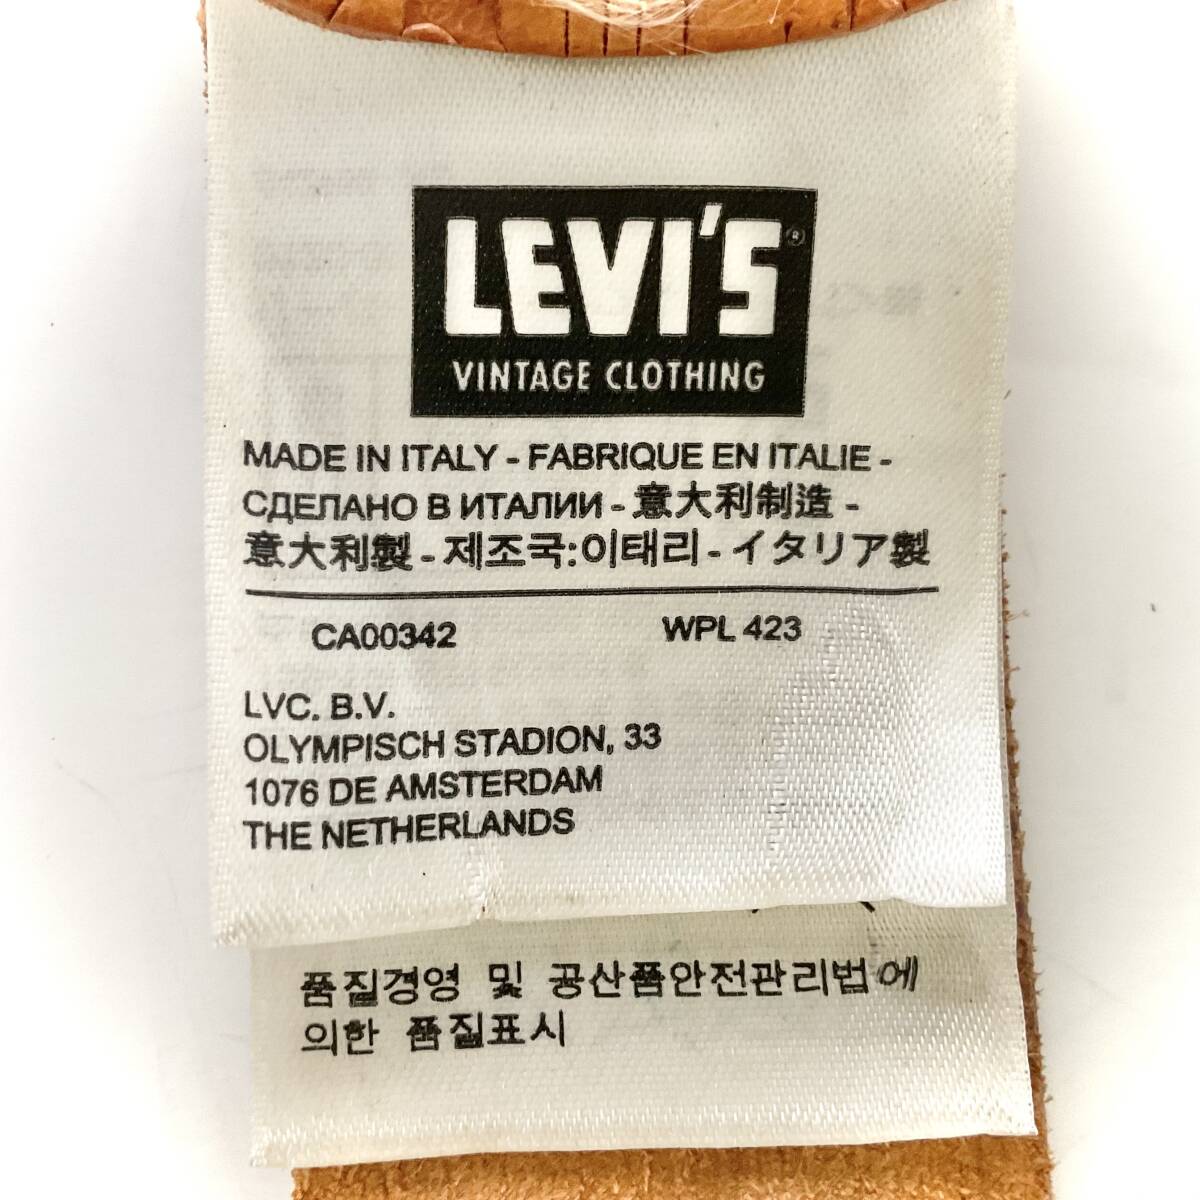 LEVI'S®
VINTAGE CLOTHING
MADE IN ITALY - FABRIQUE EN ITALIE -
СДЕЛАНО В ИТАЛИИ - 意大利制造 -
意大利製 - 제조국:이태리 - イタリア製
CA00342 WPL 423
LVC. B.V.
OLYMPISCH STADION, 33
1076 DE AMSTERDAM
THE NETHERLANDS
품질경영 및 공산품안전관리법에
의한 품질표시